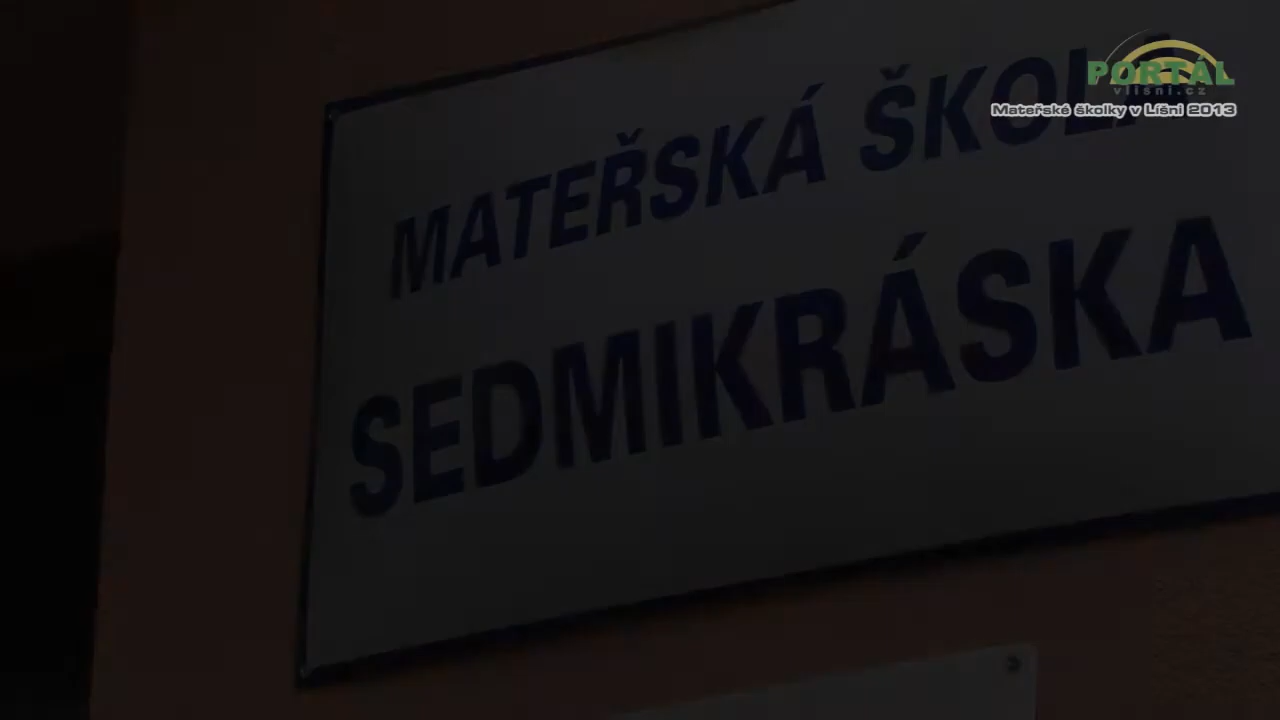 PORTÁL
vlisni.cz
Mateřské školky v Líšni 2013
MATEŘSKÁ ŠKOLA
SEDMIKRÁSKA